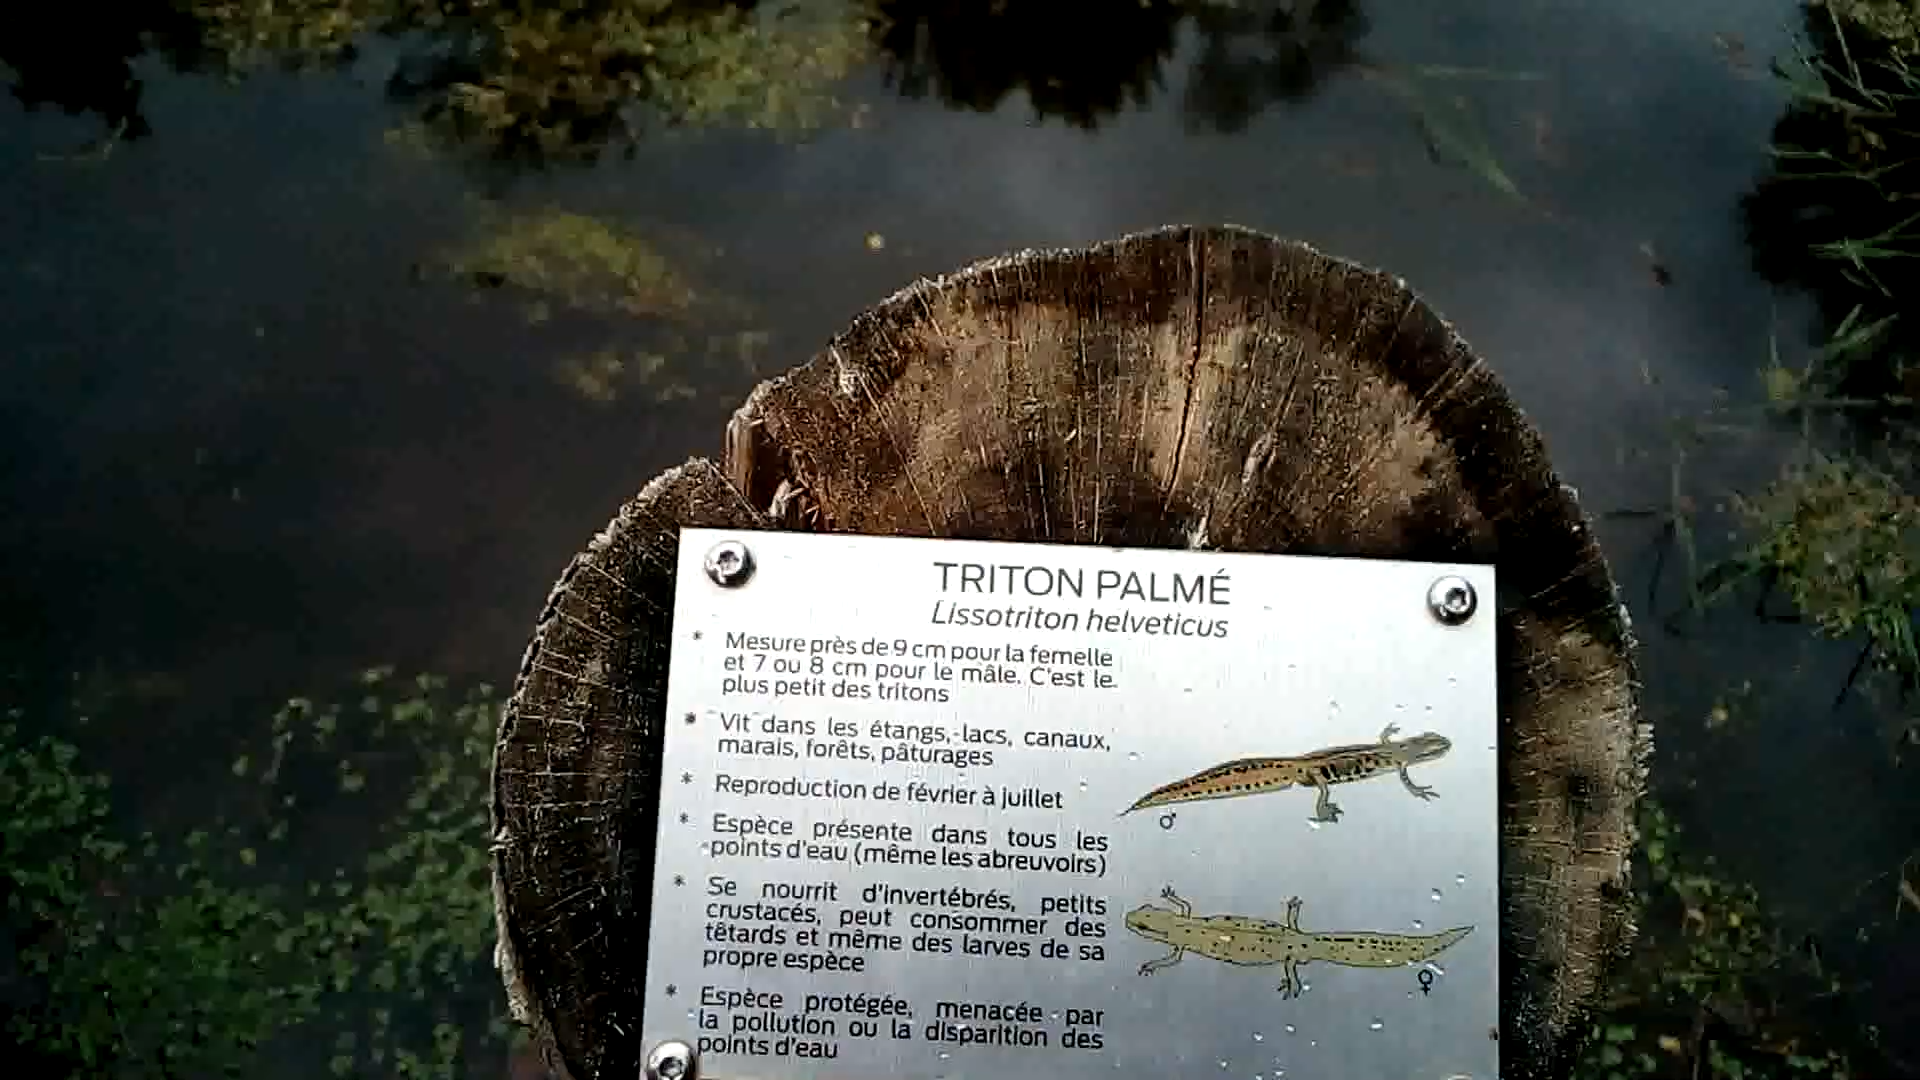 TRITON PALMÉ
Lissotriton helveticus
* Mesure près de 9 cm pour la femelle
et 7 ou 8 cm pour le mâle. C'est le
plus petit des tritons
* Vit dans les étangs, lacs, canaux,
marais, forêts, pâturages
* Reproduction de février à juillet
* Espèce présente dans tous les
points d'eau (même les abreuvoirs)
* Se nourrit d'invertébrés, petits
crustacés, peut consommer des
têtards et même des larves de sa
propre espèce
* Espèce protégée, menacée par
la pollution ou la disparition des
points d'eau
♂
♀